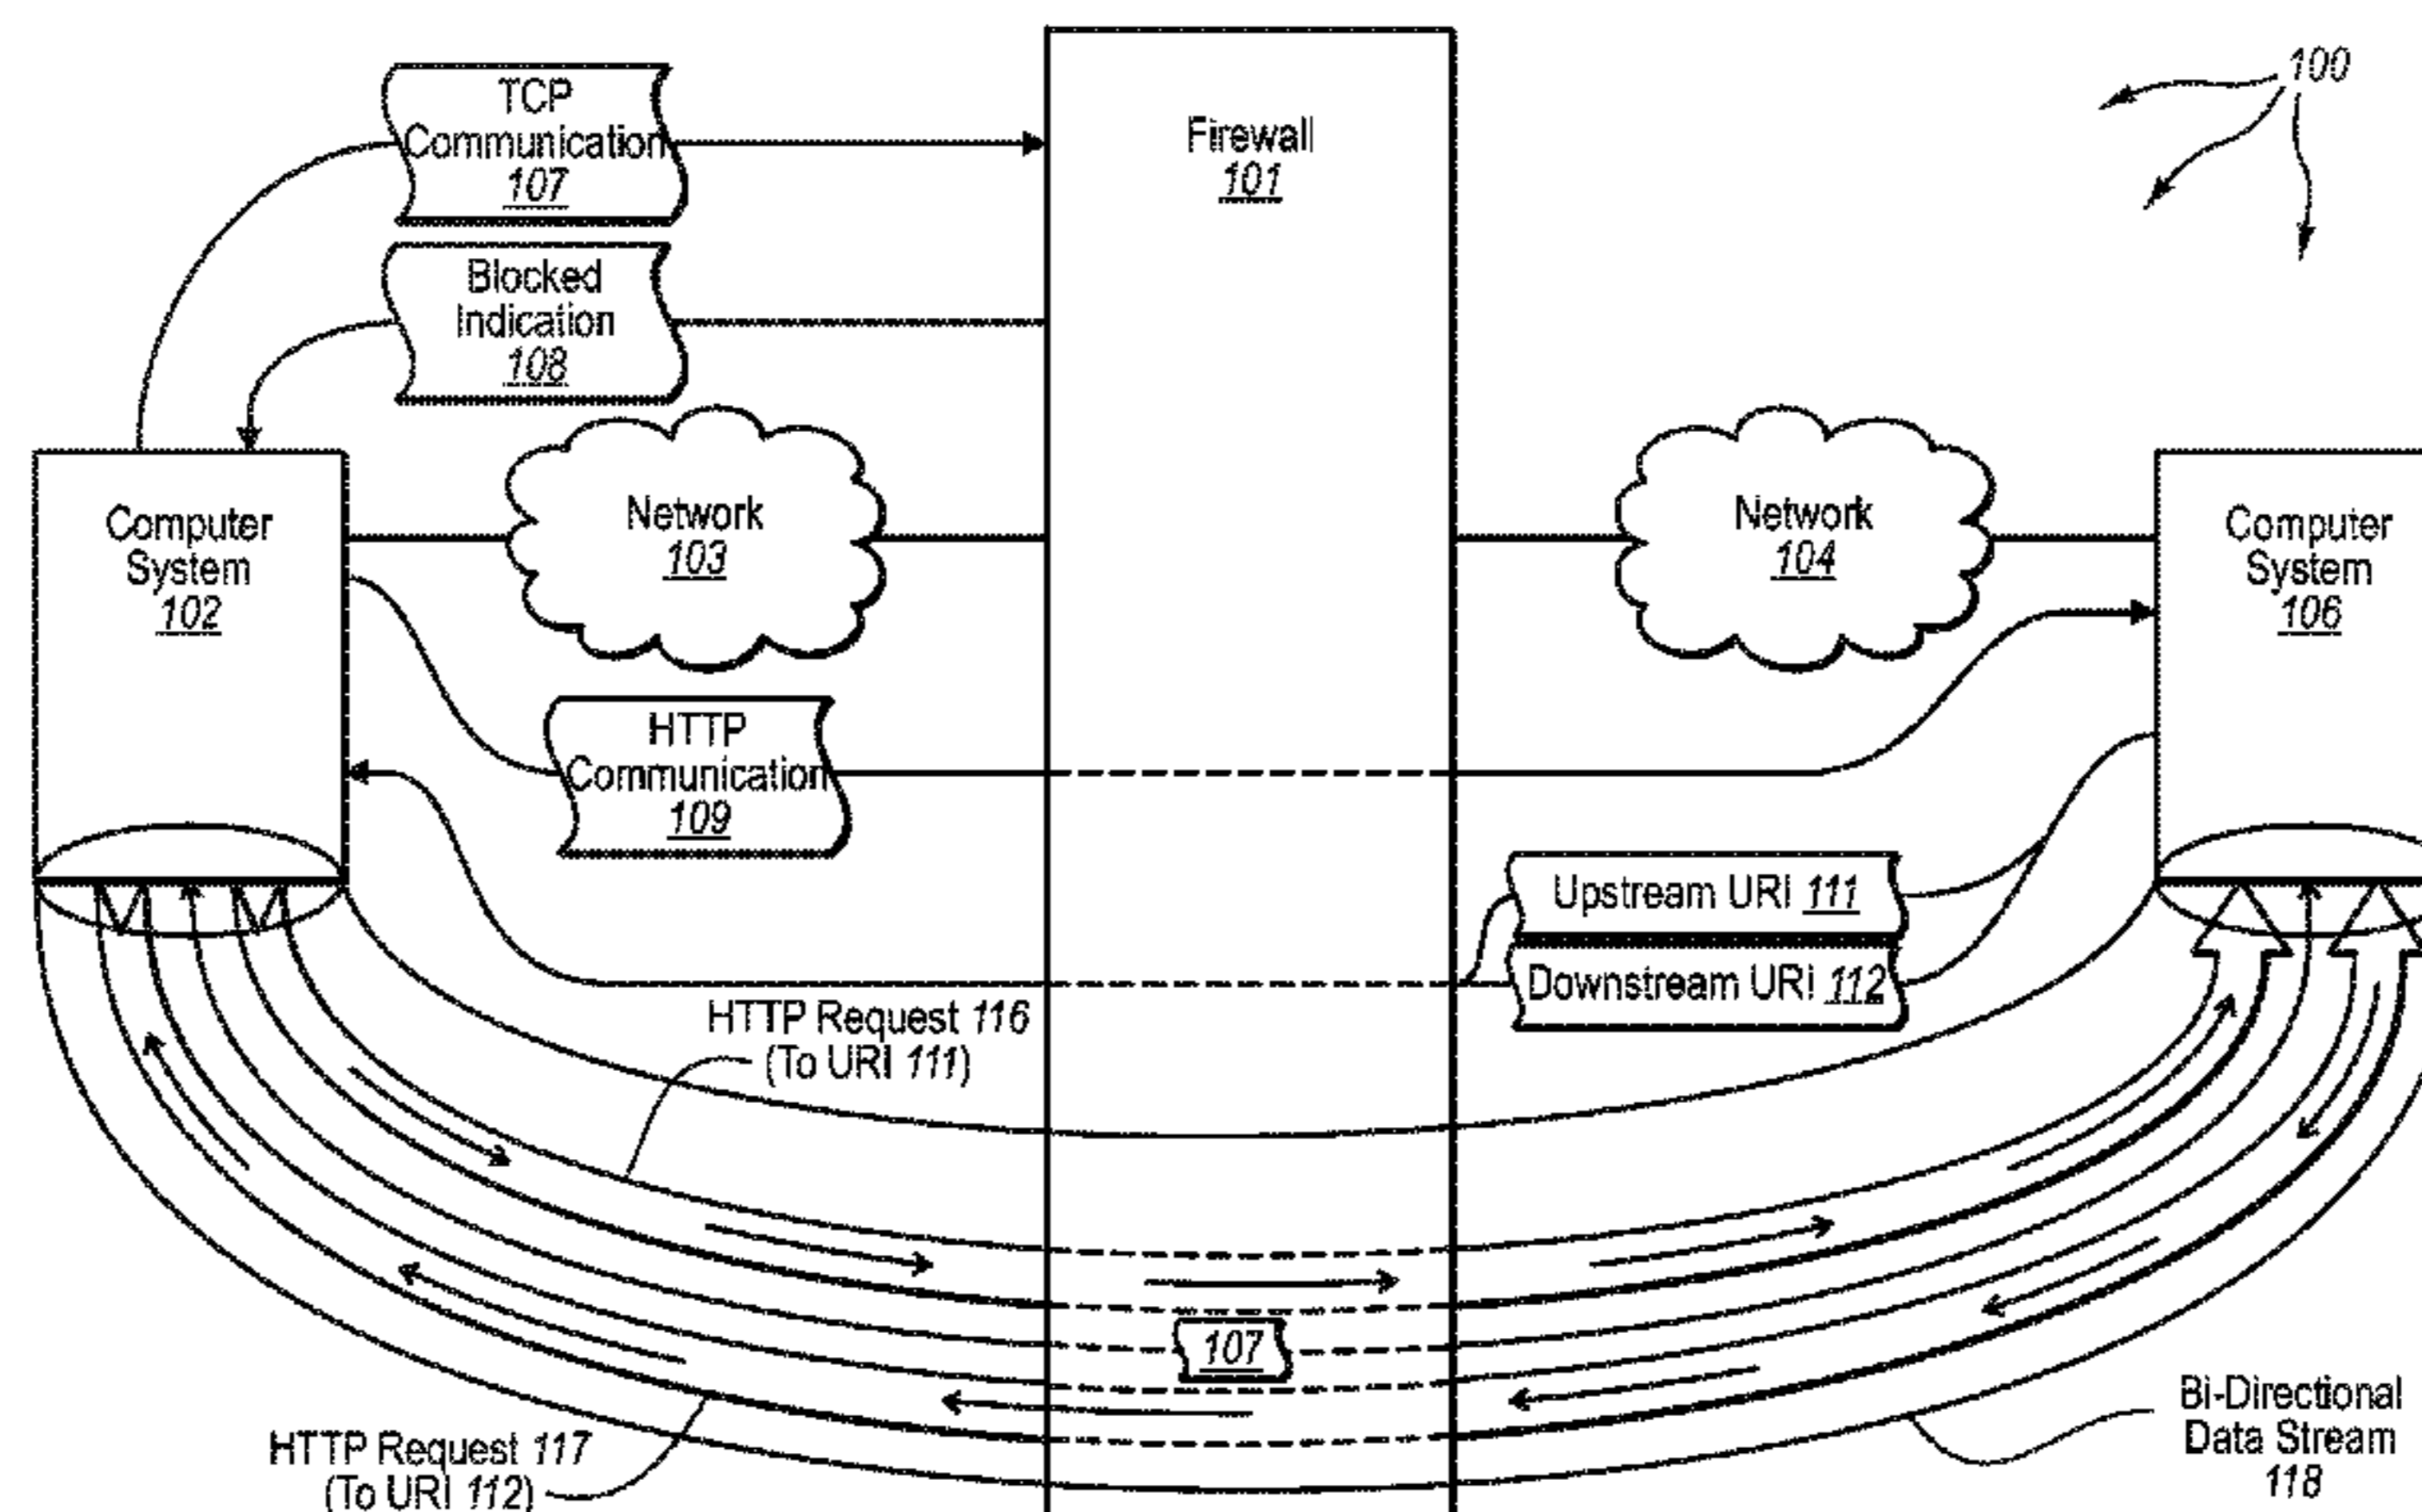 100
TCP
Communication
107
Firewall
101
Blocked
Indication
108
Computer
System
102
Network
103
Network
104
Computer
System
106
HTTP
Communication
109
Upstream URI 111
Downstream URI 112
HTTP Request 116
(To URI 111)
107
HTTP Request 117
(To URI 112)
Bi-Directional
Data Stream
118